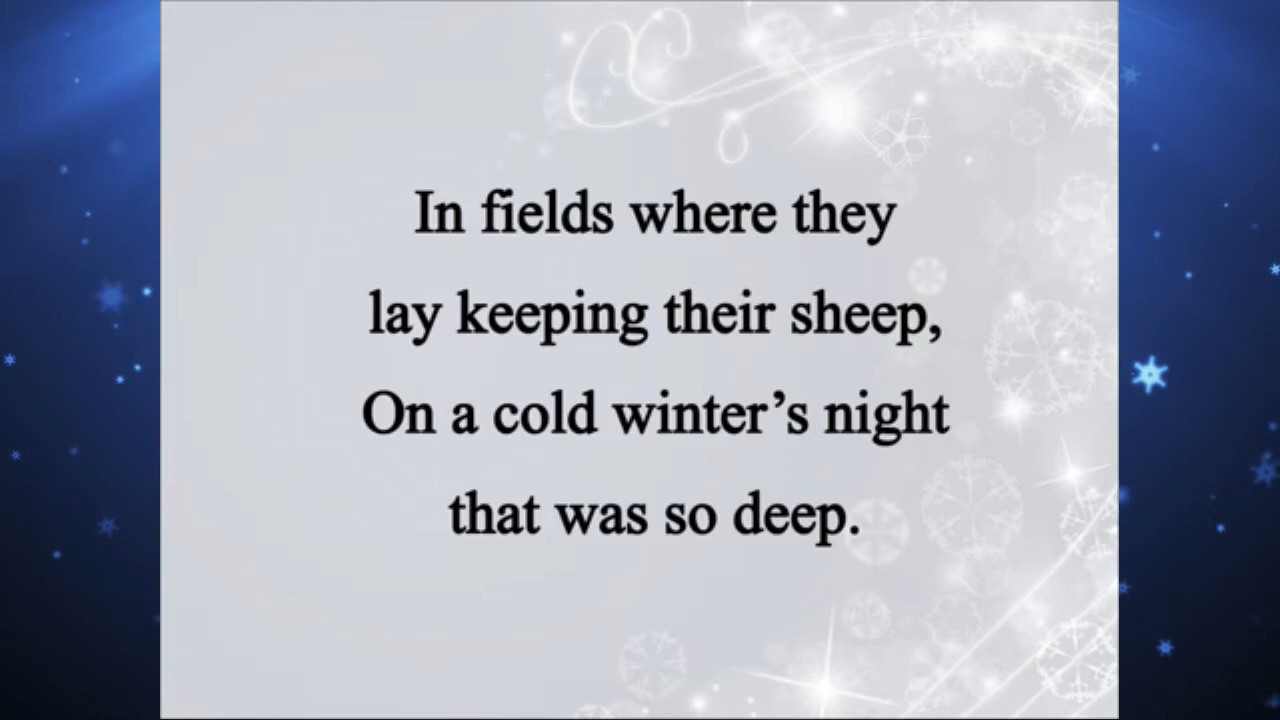 In fields where they
lay keeping their sheep,
On a cold winter’s night
that was so deep.